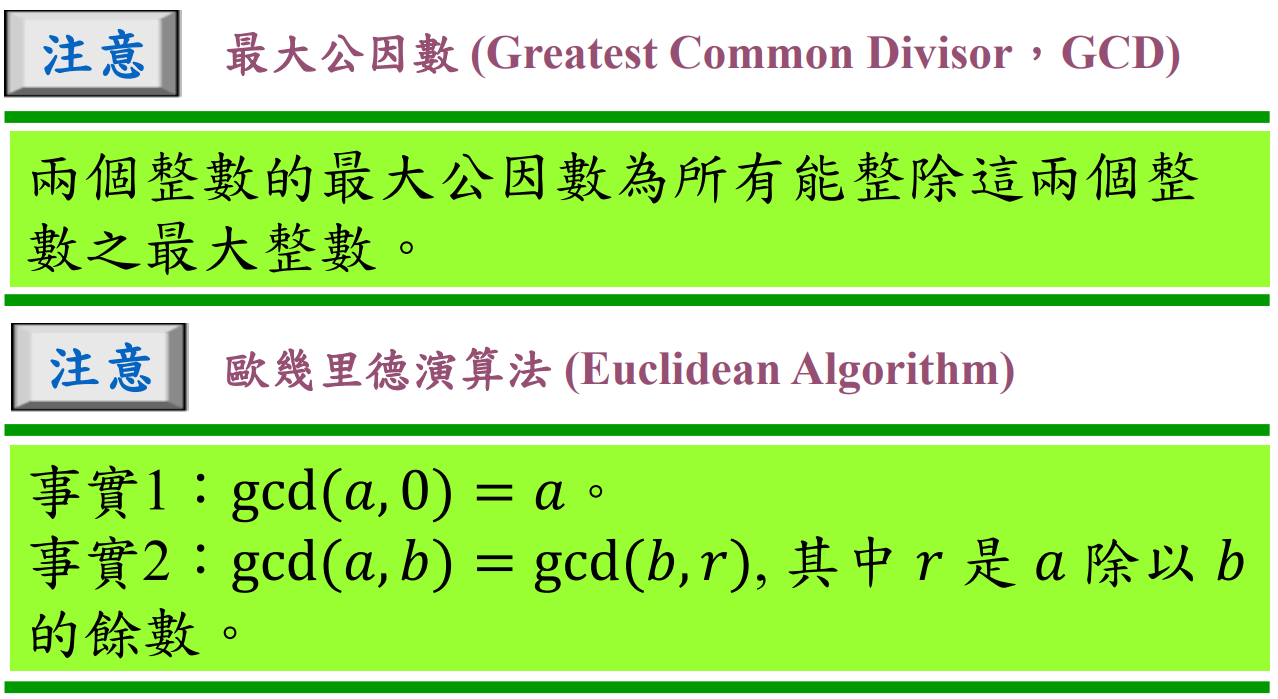 注意 最大公因數 (Greatest Common Divisor，GCD)
兩個整數的最大公因數為所有能整除這兩個整
數之最大整數。
注意 歐幾里德演算法 (Euclidean Algorithm)
事實1：gcd(a, 0) = a。
事實2：gcd(a, b) = gcd(b, r), 其中 r 是 a 除以 b
的餘數。